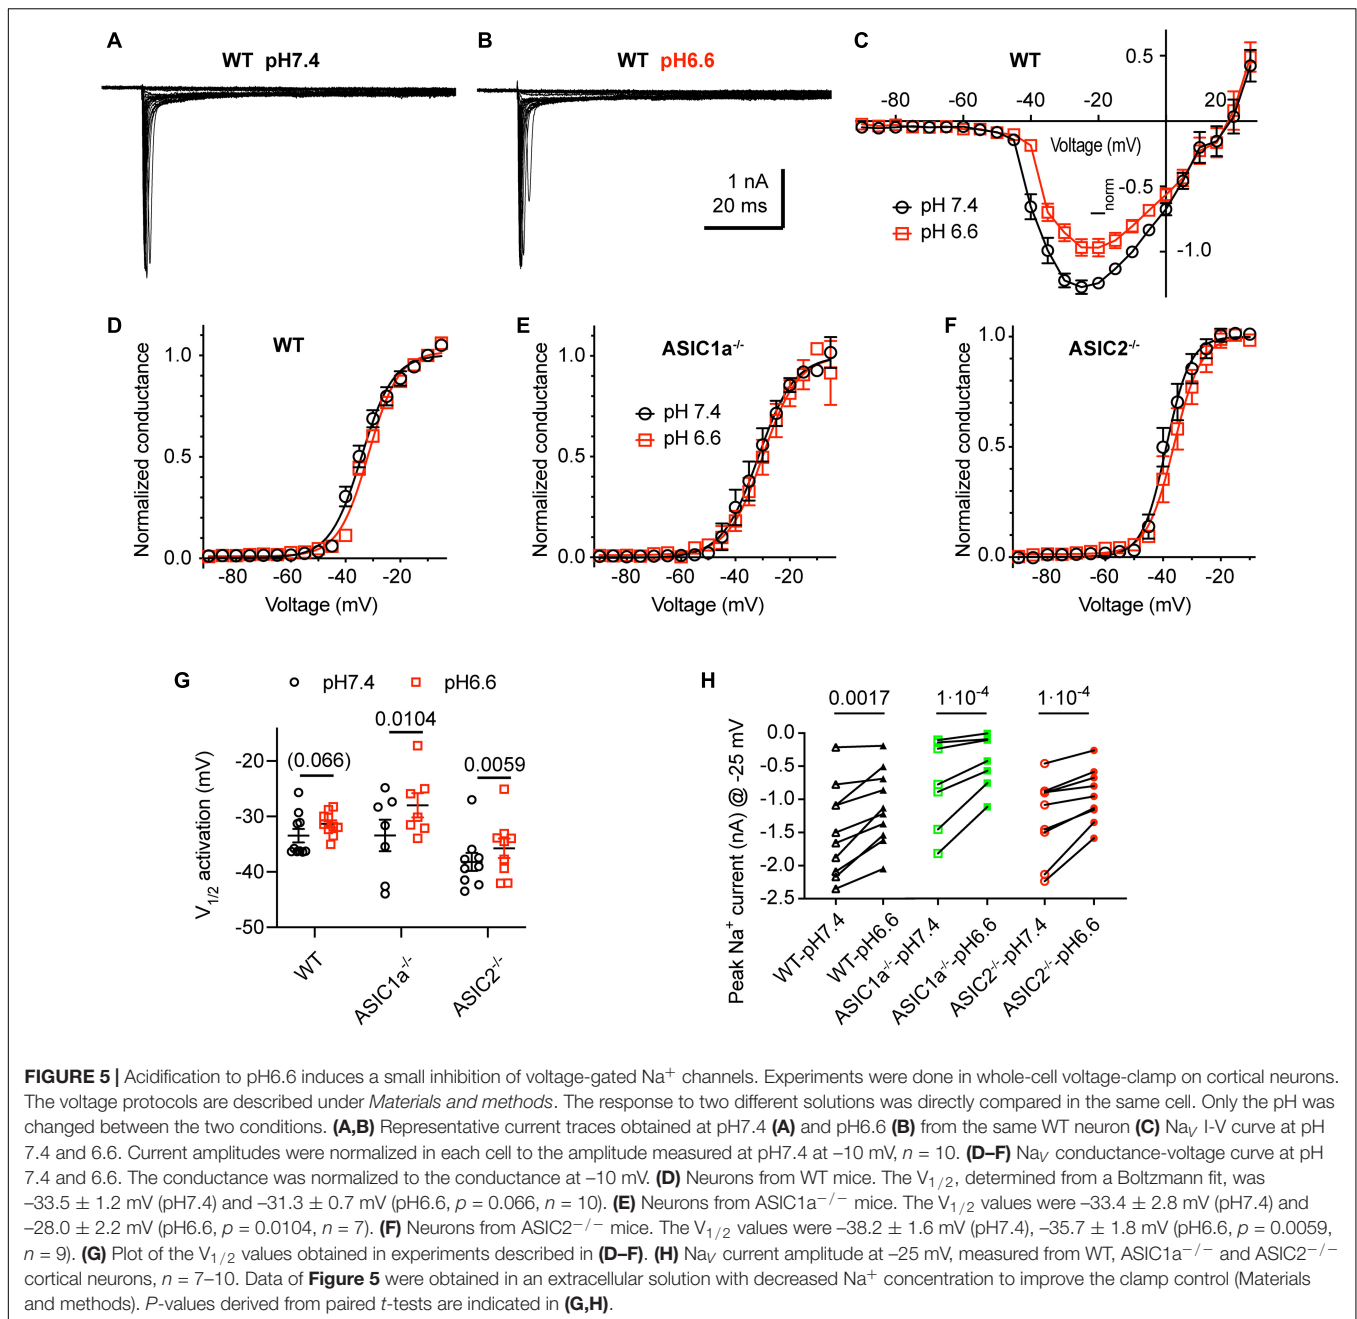 A
WT pH7.4
B
WT pH6.6
1 nA
20 ms
C
WT
0.5
-80 -60 -40 -20 20
Voltage (mV)
-0.5
Inorm
-1.0
pH 7.4
pH 6.6
D
WT
Normalized conductance
1.0
0.5
0.0
-80 -60 -40 -20
Voltage (mV)
E
ASIC1a-/-
pH 7.4
pH 6.6
Normalized conductance
1.0
0.5
0.0
-80 -60 -40 -20
Voltage (mV)
F
ASIC2-/-
Normalized conductance
1.0
0.5
0.0
-80 -60 -40 -20
Voltage (mV)
G
pH7.4 pH6.6
V1/2 activation (mV)
-20
-30
-40
-50
(0.066)
0.0104
0.0059
WT
ASIC1a-/-
ASIC2-/-
H
0.0017 1·10-4 1·10-4
Peak Na+ current (nA) @ -25 mV
0.0
-0.5
-1.0
-1.5
-2.0
-2.5
WT-pH7.4
WT-pH6.6
ASIC1a-/--pH7.4
ASIC1a-/--pH6.6
ASIC2-/--pH7.4
ASIC2-/--pH6.6
FIGURE 5 | Acidification to pH6.6 induces a small inhibition of voltage-gated Na+ channels. Experiments were done in whole-cell voltage-clamp on cortical neurons.
The voltage protocols are described under Materials and methods. The response to two different solutions was directly compared in the same cell. Only the pH was
changed between the two conditions. (A,B) Representative current traces obtained at pH7.4 (A) and pH6.6 (B) from the same WT neuron (C) NaV I-V curve at pH
7.4 and 6.6. Current amplitudes were normalized in each cell to the amplitude measured at pH7.4 at –10 mV, n = 10. (D–F) NaV conductance-voltage curve at pH
7.4 and 6.6. The conductance was normalized to the conductance at –10 mV. (D) Neurons from WT mice. The V1/2, determined from a Boltzmann fit, was
–33.5 ± 1.2 mV (pH7.4) and –31.3 ± 0.7 mV (pH6.6, p = 0.066, n = 10). (E) Neurons from ASIC1a−/− mice. The V1/2 values were –33.4 ± 2.8 mV (pH7.4) and
–28.0 ± 2.2 mV (pH6.6, p = 0.0104, n = 7). (F) Neurons from ASIC2−/− mice. The V1/2 values were –38.2 ± 1.6 mV (pH7.4), –35.7 ± 1.8 mV (pH6.6, p = 0.0059,
n = 9). (G) Plot of the V1/2 values obtained in experiments described in (D–F). (H) NaV current amplitude at –25 mV, measured from WT, ASIC1a−/− and ASIC2−/−
cortical neurons, n = 7–10. Data of Figure 5 were obtained in an extracellular solution with decreased Na+ concentration to improve the clamp control (Materials
and methods). P-values derived from paired t-tests are indicated in (G,H).